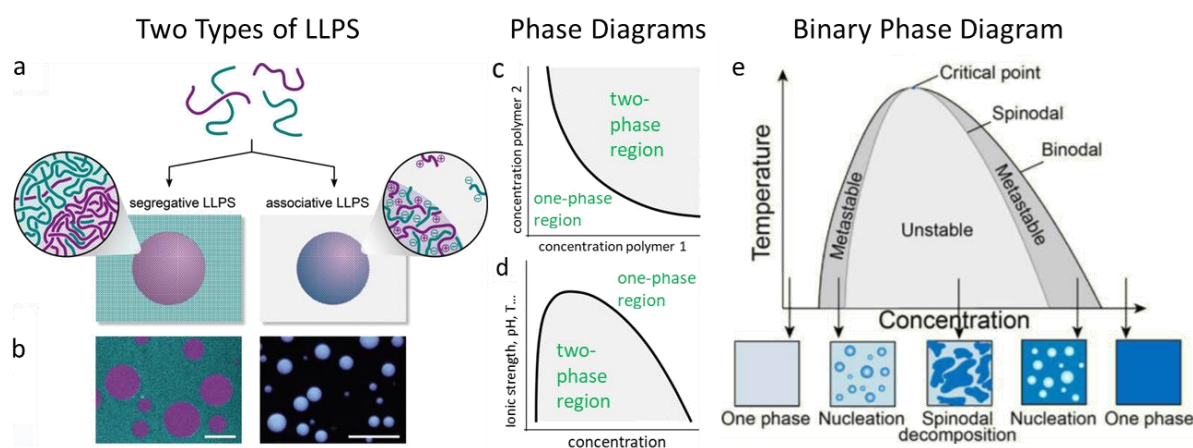 Two Types of LLPS
Phase Diagrams
Binary Phase Diagram
a
segregative LLPS
associative LLPS
b
c
concentration polymer 2
two-
phase
region
one-phase
region
concentration polymer 1
d
one-phase
region
Ionic strength, pH, T...
two-
phase
region
concentration
e
Critical point
Spinodal
Binodal
Temperature
Metastable
Unstable
Metastable
Concentration
One phase
Nucleation
Spinodal
decomposition
Nucleation
One phase